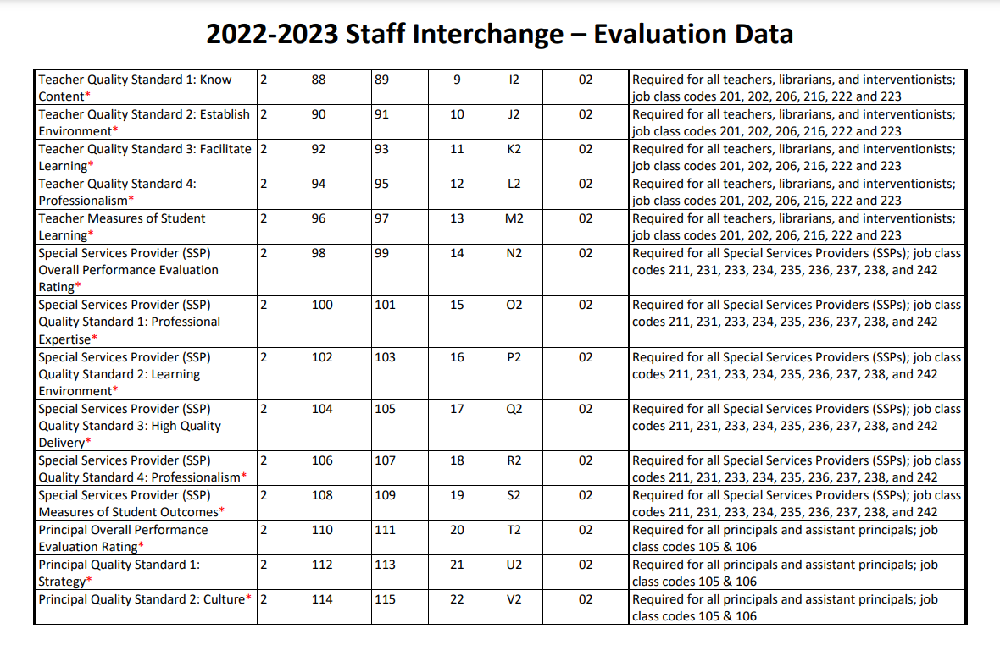 2022-2023 Staff Interchange – Evaluation Data
Teacher Quality Standard 1: Know 2 88 89 9 I2 02 Required for all teachers, librarians, and interventionists;
Content* job class codes 201, 202, 206, 216, 222 and 223
Teacher Quality Standard 2: Establish 2 90 91 10 J2 02 Required for all teachers, librarians, and interventionists;
Environment* job class codes 201, 202, 206, 216, 222 and 223
Teacher Quality Standard 3: Facilitate 2 92 93 11 K2 02 Required for all teachers, librarians, and interventionists;
Learning* job class codes 201, 202, 206, 216, 222 and 223
Teacher Quality Standard 4: 2 94 95 12 L2 02 Required for all teachers, librarians, and interventionists;
Professionalism* job class codes 201, 202, 206, 216, 222 and 223
Teacher Measures of Student 2 96 97 13 M2 02 Required for all teachers, librarians, and interventionists;
Learning* job class codes 201, 202, 206, 216, 222 and 223
Special Services Provider (SSP) 2 98 99 14 N2 02 Required for all Special Services Providers (SSPs); job class
Overall Performance Evaluation codes 211, 231, 233, 234, 235, 236, 237, 238, and 242
Rating*
Special Services Provider (SSP) 2 100 101 15 O2 02 Required for all Special Services Providers (SSPs); job class
Quality Standard 1: Professional codes 211, 231, 233, 234, 235, 236, 237, 238, and 242
Expertise*
Special Services Provider (SSP) 2 102 103 16 P2 02 Required for all Special Services Providers (SSPs); job class
Quality Standard 2: Learning codes 211, 231, 233, 234, 235, 236, 237, 238, and 242
Environment*
Special Services Provider (SSP) 2 104 105 17 Q2 02 Required for all Special Services Providers (SSPs); job class
Quality Standard 3: High Quality codes 211, 231, 233, 234, 235, 236, 237, 238, and 242
Delivery*
Special Services Provider (SSP) 2 106 107 18 R2 02 Required for all Special Services Providers (SSPs); job class
Quality Standard 4: Professionalism* codes 211, 231, 233, 234, 235, 236, 237, 238, and 242
Special Services Provider (SSP) 2 108 109 19 S2 02 Required for all Special Services Providers (SSPs); job class
Measures of Student Outcomes* codes 211, 231, 233, 234, 235, 236, 237, 238, and 242
Principal Overall Performance 2 110 111 20 T2 02 Required for all principals and assistant principals; job
Evaluation Rating* class codes 105 & 106
Principal Quality Standard 1: 2 112 113 21 U2 02 Required for all principals and assistant principals; job
Strategy* class codes 105 & 106
Principal Quality Standard 2: Culture* 2 114 115 22 V2 02 Required for all principals and assistant principals; job
class codes 105 & 106